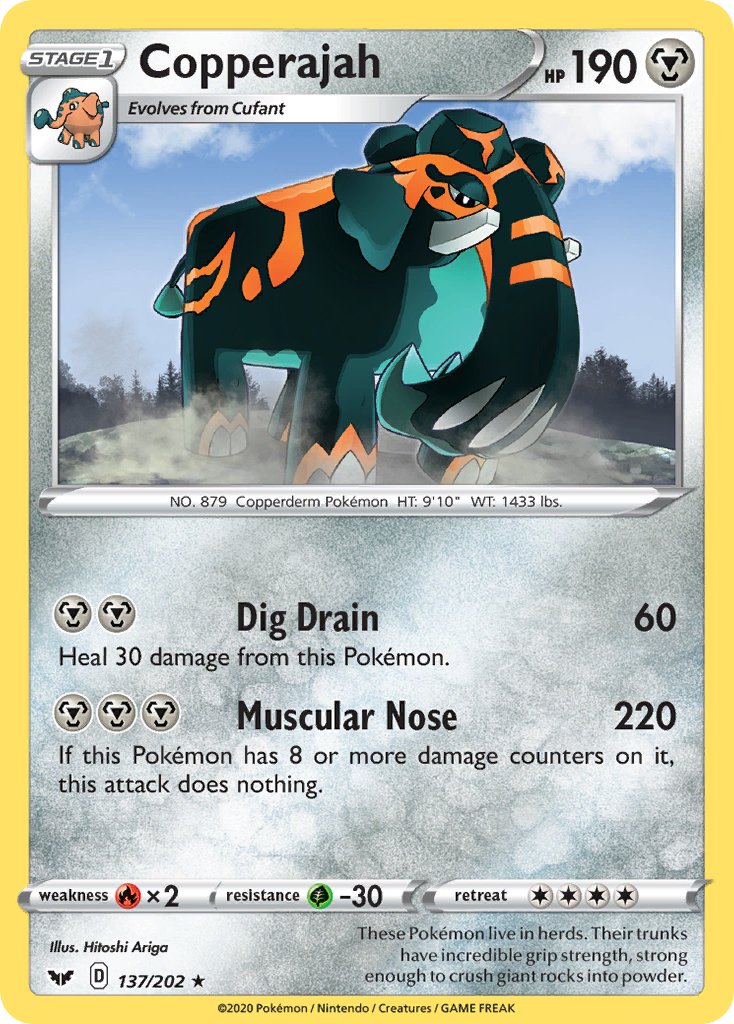 STAGE 1
Copperajah
HP 190
Evolves from Cufant
NO. 879 Copperderm Pokémon HT: 9'10" WT: 1433 lbs.
Dig Drain 60
Heal 30 damage from this Pokémon.
Muscular Nose 220
If this Pokémon has 8 or more damage counters on it,
this attack does nothing.
weakness ×2 resistance -30 retreat
Illus. Hitoshi Ariga
D 137/202 ★
These Pokémon live in herds. Their trunks
have incredible grip strength, strong
enough to crush giant rocks into powder.
©2020 Pokémon / Nintendo / Creatures / GAME FREAK